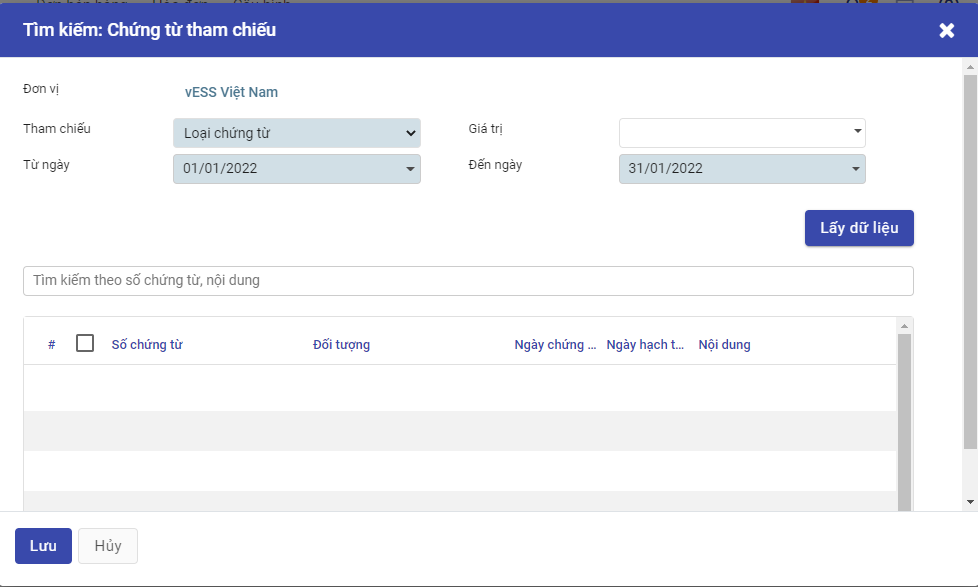 Tìm kiếm: Chứng từ tham chiếu
Đơn vị vESS Việt Nam
Tham chiếu Loại chứng từ Giá trị
Từ ngày 01/01/2022 Đến ngày 31/01/2022
Lấy dữ liệu
Tìm kiếm theo số chứng từ, nội dung
# Số chứng từ Đối tượng Ngày chứng ... Ngày hạch t... Nội dung
Lưu Hủy